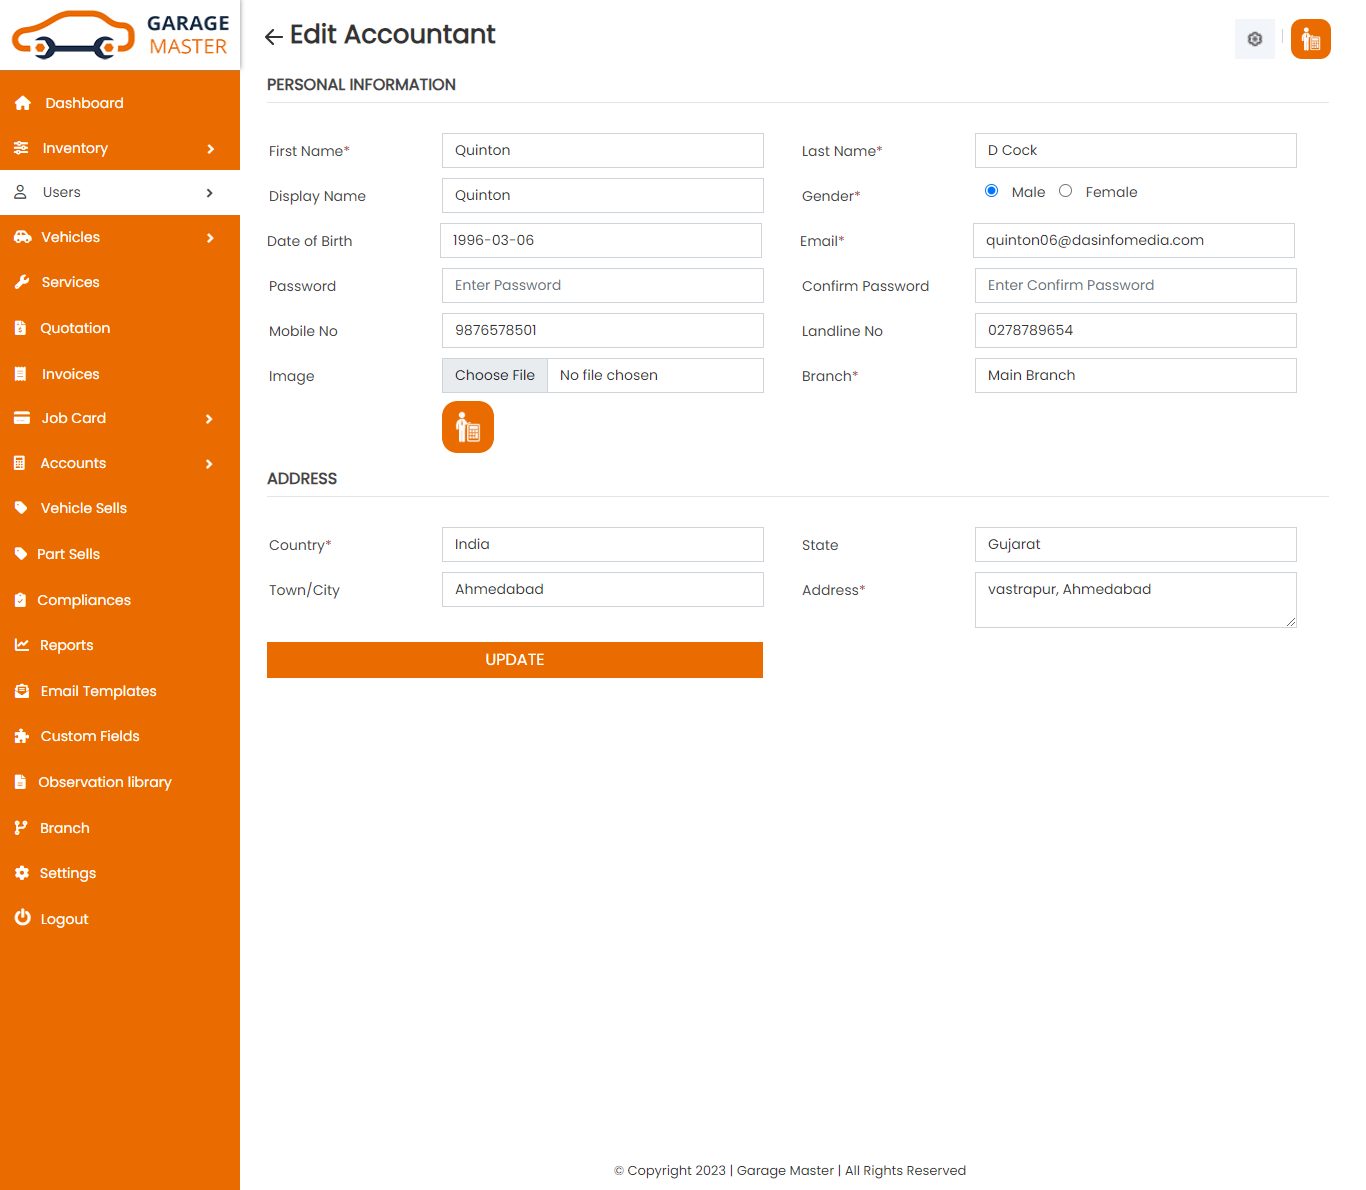 GARAGE
MASTER
Dashboard
Inventory
Users
Vehicles
Services
Quotation
Invoices
Job Card
Accounts
Vehicle Sells
Part Sells
Compliances
Reports
Email Templates
Custom Fields
Observation library
Branch
Settings
Logout
Edit Accountant
PERSONAL INFORMATION
First Name* Quinton Last Name* D Cock
Display Name Quinton Gender* Male Female
Date of Birth 1996-03-06 Email* quinton06@dasinfomedia.com
Password Enter Password Confirm Password Enter Confirm Password
Mobile No 9876578501 Landline No 0278789654
Image Choose File No file chosen Branch* Main Branch
ADDRESS
Country* India State Gujarat
Town/City Ahmedabad Address* vastrapur, Ahmedabad
UPDATE
© Copyright 2023 | Garage Master | All Rights Reserved